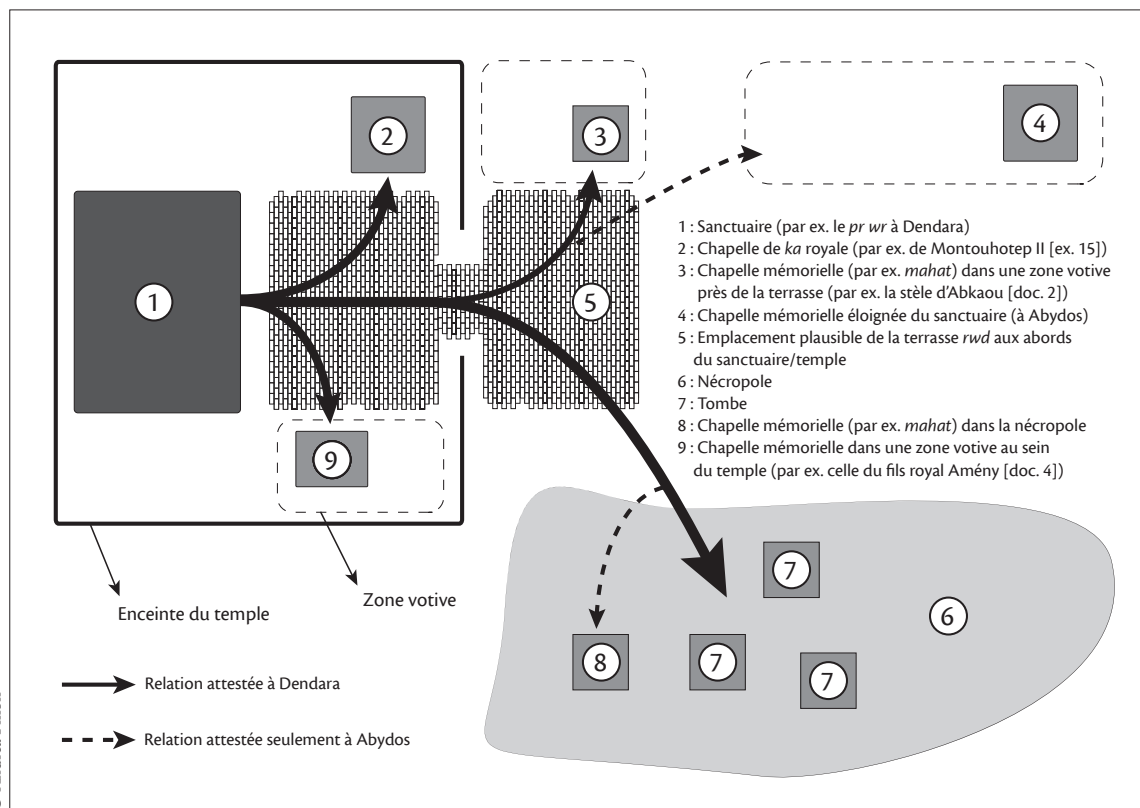 2
3
4
1
5
9
1 : Sanctuaire (par ex. le pr wr à Dendara)
2 : Chapelle de ka royale (par ex. de Montouhotep II [ex. 15])
3 : Chapelle mémorielle (par ex. mahat) dans une zone votive
près de la terrasse (par ex. la stèle d'Abkaou [doc. 2])
4 : Chapelle mémorielle éloignée du sanctuaire (à Abydos)
5 : Emplacement plausible de la terrasse rwd aux abords
du sanctuaire/temple
6 : Nécropole
7 : Tombe
8 : Chapelle mémorielle (par ex. mahat) dans la nécropole
9 : Chapelle mémorielle dans une zone votive au sein
du temple (par ex. celle du fils royal Amény [doc. 4])
Enceinte du temple
Zone votive
7
6
8
7
7
Relation attestée à Dendara
Relation attestée seulement à Abydos